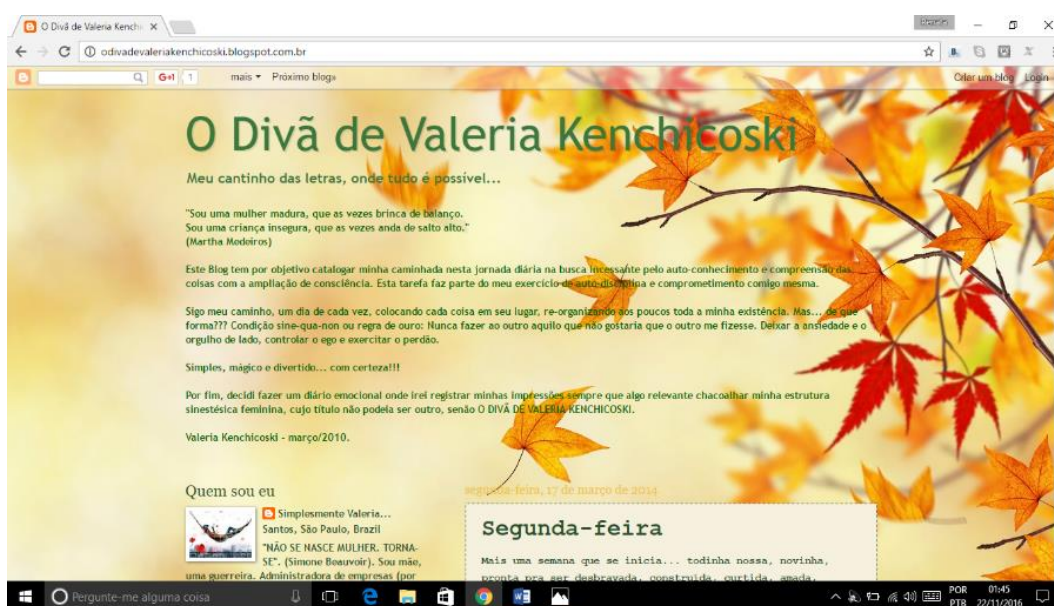 O Divã de Valeria Kenchi
odivadevaleriakenchicoski.blogspot.com.br
G+1 1 mais Próximo blog»
Criar um blog Login
O Divã de Valeria Kenchicoski
Meu cantinho das letras, onde tudo é possível...
"Sou uma mulher madura, que as vezes brinca de balanço.
Sou uma criança insegura, que as vezes anda de salto alto."
(Martha Medeiros)
Este Blog tem por objetivo catalogar minha caminhada nesta jornada diária na busca incessante pelo auto-conhecimento e compreensão das
coisas com a ampliação de consciência. Esta tarefa faz parte do meu exercício de auto-disciplina e comprometimento comigo mesma.
Sigo meu caminho, um dia de cada vez, colocando cada coisa em seu lugar, re-organizando aos poucos toda a minha existência. Mas... de que
forma??? Condição sine-qua-non ou regra de ouro: Nunca fazer ao outro aquilo que não gostaria que o outro me fizesse. Deixar a ansiedade e o
orgulho de lado, controlar o ego e exercitar o perdão.
Simples, mágico e divertido... com certeza!!!
Por fim, decidi fazer um diário emocional onde irei registrar minhas impressões sempre que algo relevante chacoalhar minha estrutura
sinestésica feminina, cujo título não podeia ser outro, senão O DIVÃ DE VALERIA KENCHICOSKI.
Valeria Kenchicoski - março/2010.
Quem sou eu
Simplesmente Valeria...
Santos, São Paulo, Brazil
"NÃO SE NASCE MULHER. TORNA-
SE". (Simone Beauvoir). Sou mãe,
uma guerreira. Administradora de empresas (por
segunda-feira, 17 de março de 2014
Segunda-feira
Mais uma semana que se inicia... todinha nossa, novinha,
pronta pra ser desbravada, construída, curtida, amada,
Pergunte-me alguma coisa
POR 01:45
PTB 22/11/2016